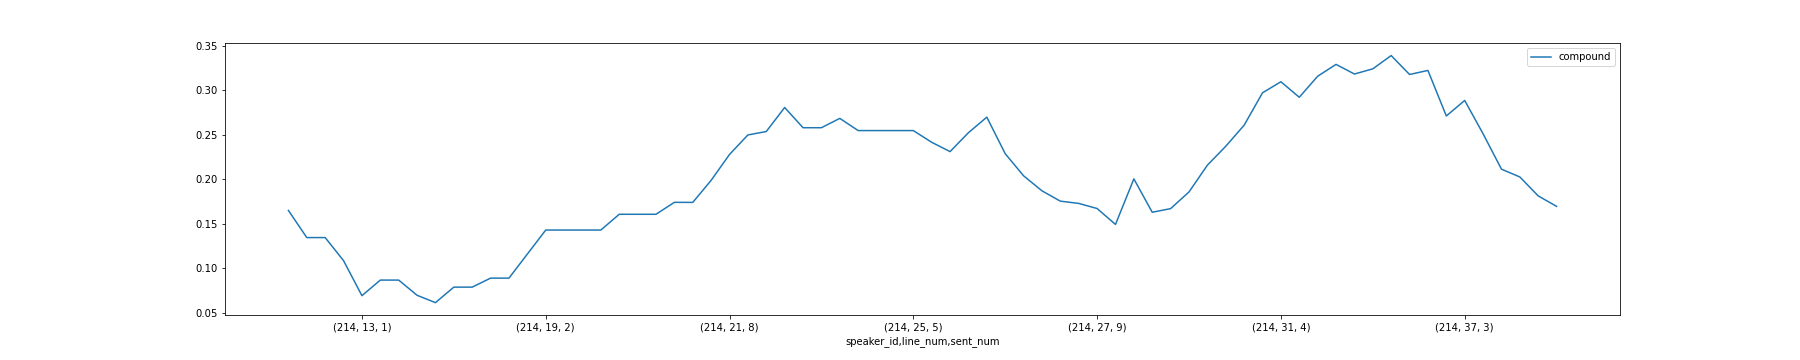 0.35
0.30
0.25
0.20
0.15
0.10
0.05
compound
(214, 13, 1) (214, 19, 2) (214, 21, 8) (214, 25, 5) (214, 27, 9) (214, 31, 4) (214, 37, 3)
speaker_id,line_num,sent_num